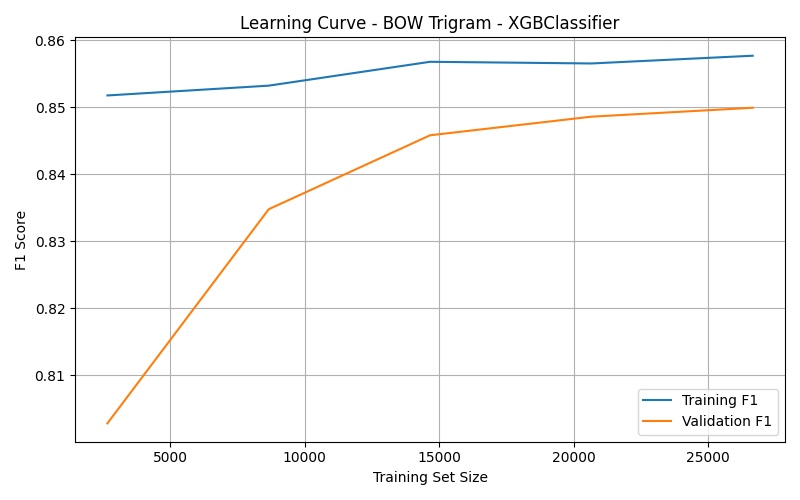 Learning Curve - BOW Trigram - XGBClassifier
0.86
0.85
0.84
0.83
0.82
0.81
F1 Score
5000 10000 15000 20000 25000
Training Set Size
Training F1
Validation F1